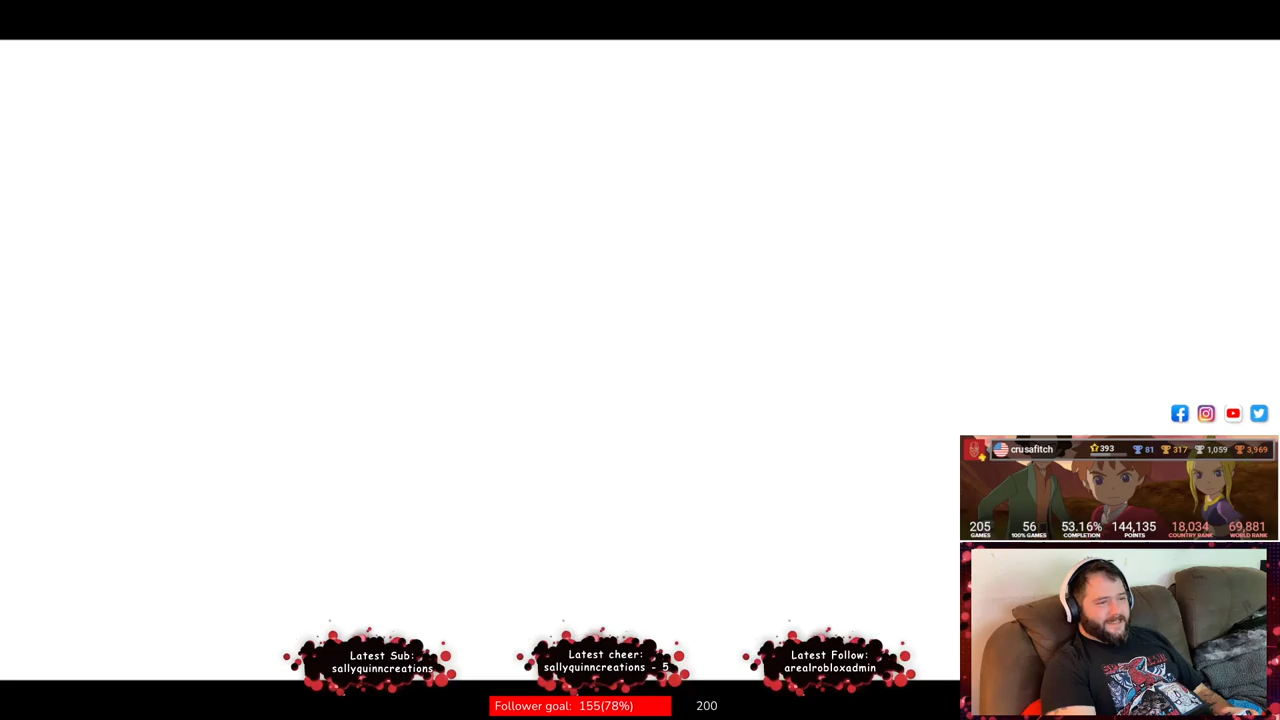 crusafitch 393 81 317 1,059 3,969
205 56 53.16% 144,135 18,034 69,881
GAMES 100% GAMES COMPLETION POINTS COUNTRY RANK WORLD RANK
Latest Sub:
sallyquinncreations
Latest cheer:
sallyquinncreations - 5
Latest Follow:
arealrobloxadmin
Follower goal: 155(78%) 200